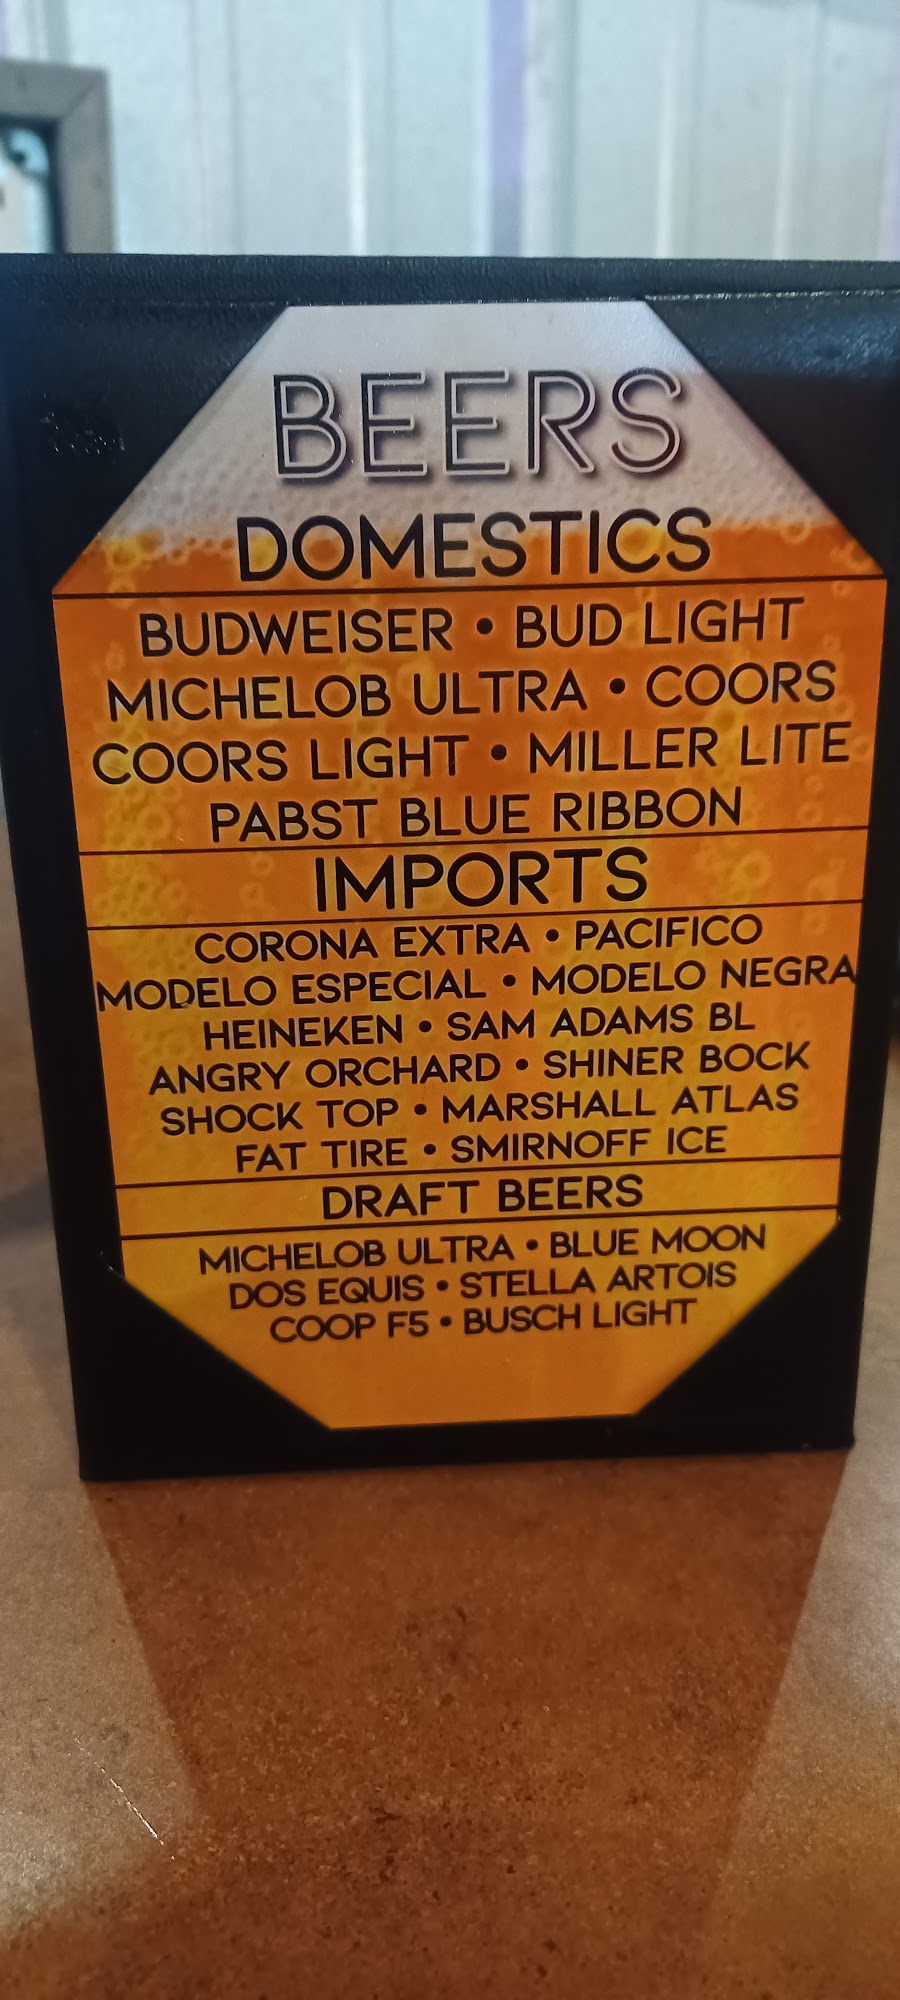 BEERS
DOMESTICS
BUDWEISER • BUD LIGHT
MICHELOB ULTRA • COORS
COORS LIGHT • MILLER LITE
PABST BLUE RIBBON
IMPORTS
CORONA EXTRA • PACIFICO
MODELO ESPECIAL • MODELO NEGRA
HEINEKEN • SAM ADAMS BL
ANGRY ORCHARD • SHINER BOCK
SHOCK TOP • MARSHALL ATLAS
FAT TIRE • SMIRNOFF ICE
DRAFT BEERS
MICHELOB ULTRA • BLUE MOON
DOS EQUIS • STELLA ARTOIS
COOP F5 • BUSCH LIGHT